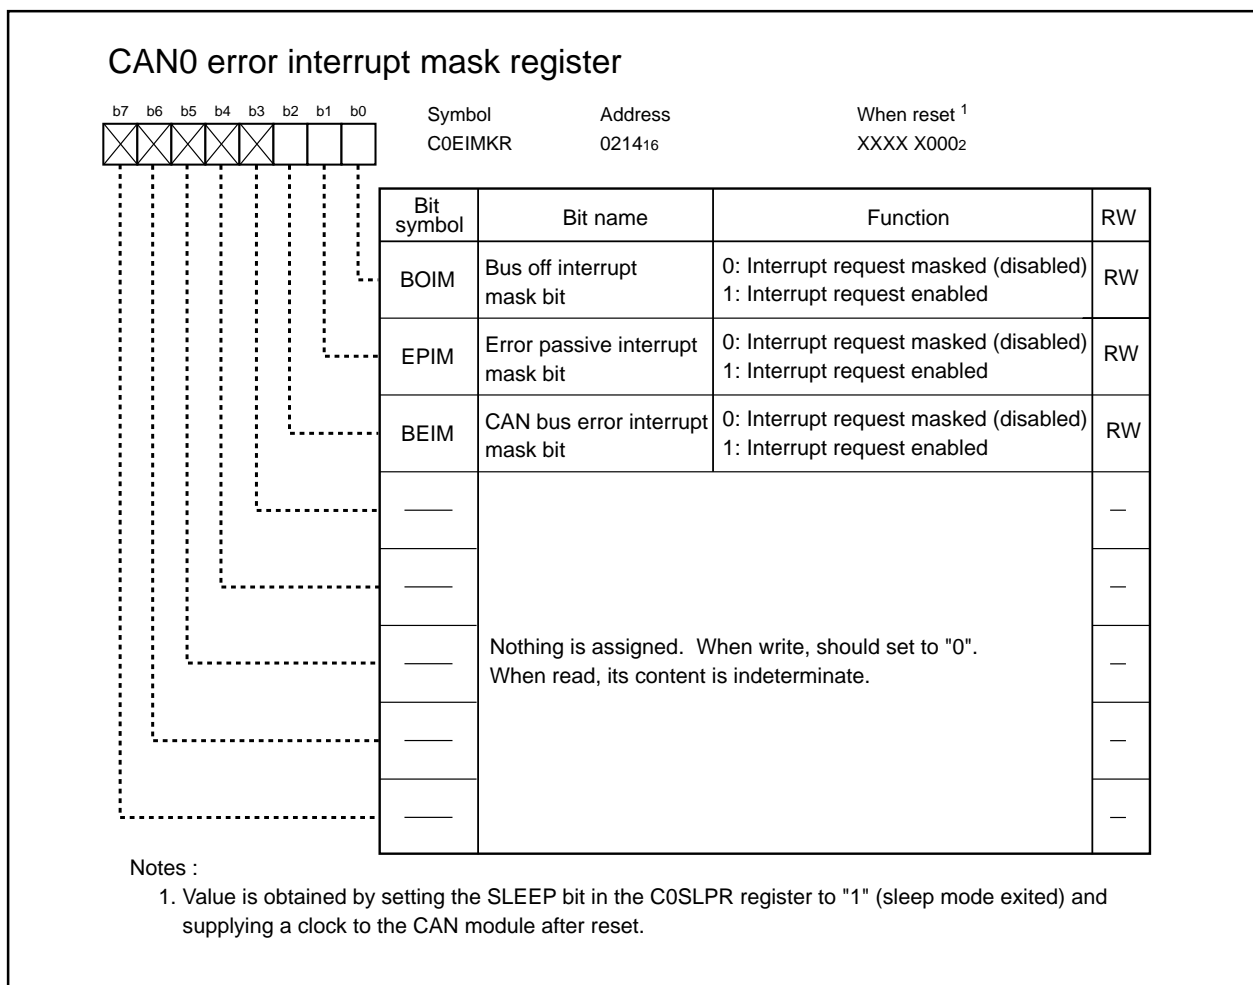 CAN0 error interrupt mask register
b7 b6 b5 b4 b3 b2 b1 b0
Symbol Address When reset 1
C0EIMKR 021416 XXXX X0002
Bit symbol Bit name Function RW
BOIM Bus off interrupt mask bit 0: Interrupt request masked (disabled) RW
1: Interrupt request enabled
EPIM Error passive interrupt mask bit 0: Interrupt request masked (disabled) RW
1: Interrupt request enabled
BEIM CAN bus error interrupt mask bit 0: Interrupt request masked (disabled) RW
1: Interrupt request enabled
Nothing is assigned. When write, should set to "0".
When read, its content is indeterminate.
Notes :
1. Value is obtained by setting the SLEEP bit in the C0SLPR register to "1" (sleep mode exited) and
supplying a clock to the CAN module after reset.